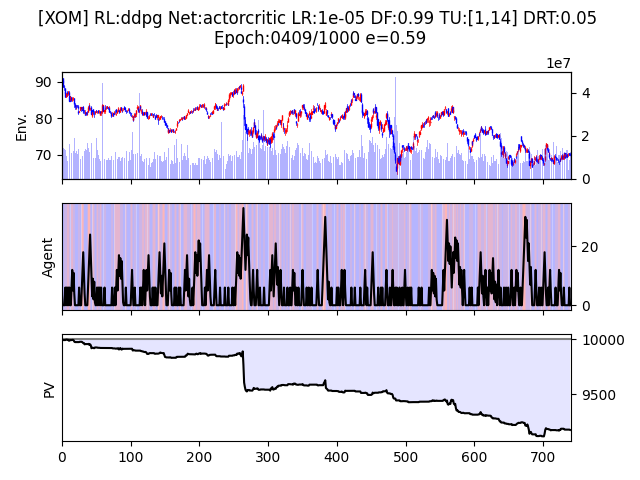 [XOM] RL:ddpg Net:actorcritic LR:1e-05 DF:0.99 TU:[1,14] DRT:0.05
Epoch:0409/1000 e=0.59
1e7
90
80
70
Env.
4
2
0
Agent
20
0
PV
10000
9500
0 100 200 300 400 500 600 700